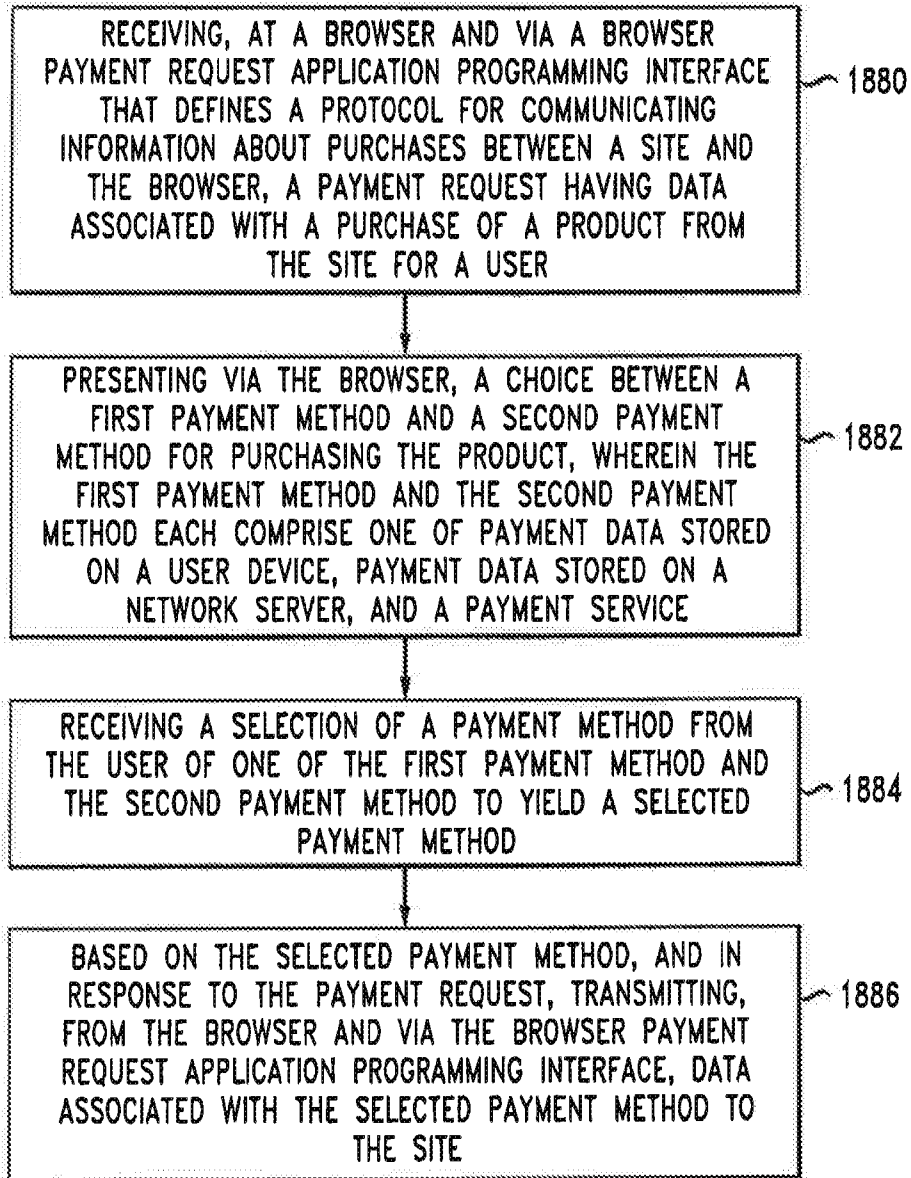 RECEIVING, AT A BROWSER AND VIA A BROWSER
PAYMENT REQUEST APPLICATION PROGRAMMING INTERFACE
THAT DEFINES A PROTOCOL FOR COMMUNICATING
INFORMATION ABOUT PURCHASES BETWEEN A SITE AND
THE BROWSER, A PAYMENT REQUEST HAVING DATA
ASSOCIATED WITH A PURCHASE OF A PRODUCT FROM
THE SITE FOR A USER
1880
PRESENTING VIA THE BROWSER, A CHOICE BETWEEN A
FIRST PAYMENT METHOD AND A SECOND PAYMENT
METHOD FOR PURCHASING THE PRODUCT, WHEREIN THE
FIRST PAYMENT METHOD AND THE SECOND PAYMENT
METHOD EACH COMPRISE ONE OF PAYMENT DATA STORED
ON A USER DEVICE, PAYMENT DATA STORED ON A
NETWORK SERVER, AND A PAYMENT SERVICE
1882
RECEIVING A SELECTION OF A PAYMENT METHOD FROM
THE USER OF ONE OF THE FIRST PAYMENT METHOD AND
THE SECOND PAYMENT METHOD TO YIELD A SELECTED
PAYMENT METHOD
1884
BASED ON THE SELECTED PAYMENT METHOD, AND IN
RESPONSE TO THE PAYMENT REQUEST, TRANSMITTING,
FROM THE BROWSER AND VIA THE BROWSER PAYMENT
REQUEST APPLICATION PROGRAMMING INTERFACE, DATA
ASSOCIATED WITH THE SELECTED PAYMENT METHOD TO
THE SITE
1886